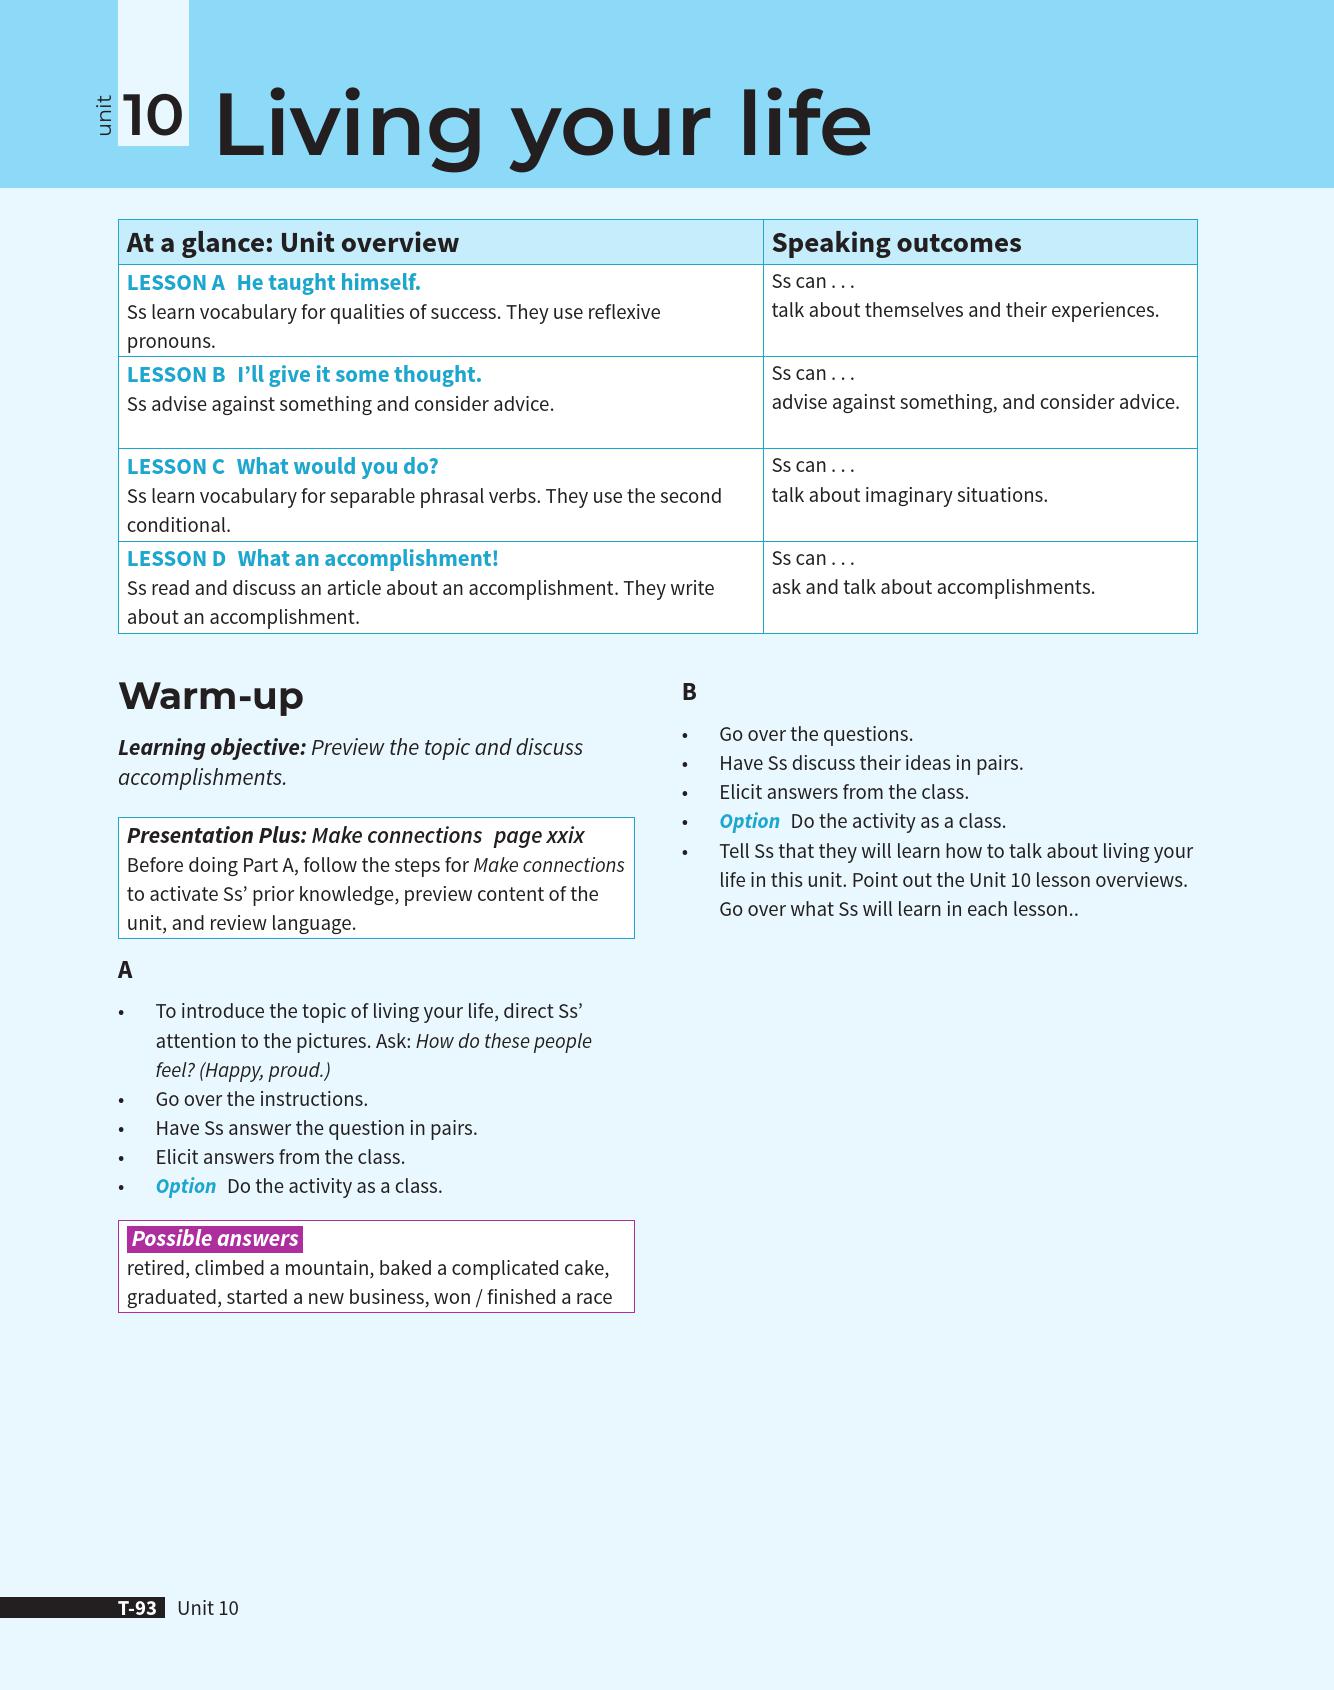 unit
10 Living your life
At a glance: Unit overview
Speaking outcomes
LESSON A He taught himself.
Ss learn vocabulary for qualities of success. They use reflexive
pronouns.
Ss can . . .
talk about themselves and their experiences.
LESSON B I’ll give it some thought.
Ss advise against something and consider advice.
Ss can . . .
advise against something, and consider advice.
LESSON C What would you do?
Ss learn vocabulary for separable phrasal verbs. They use the second
conditional.
Ss can . . .
talk about imaginary situations.
LESSON D What an accomplishment!
Ss read and discuss an article about an accomplishment. They write
about an accomplishment.
Ss can . . .
ask and talk about accomplishments.
Warm-up
Learning objective: Preview the topic and discuss
accomplishments.
Presentation Plus: Make connections page xxix
Before doing Part A, follow the steps for Make connections
to activate Ss’ prior knowledge, preview content of the
unit, and review language.
A
• To introduce the topic of living your life, direct Ss’
attention to the pictures. Ask: How do these people
feel? (Happy, proud.)
• Go over the instructions.
• Have Ss answer the question in pairs.
• Elicit answers from the class.
• Option Do the activity as a class.
Possible answers
retired, climbed a mountain, baked a complicated cake,
graduated, started a new business, won / finished a race
B
• Go over the questions.
• Have Ss discuss their ideas in pairs.
• Elicit answers from the class.
• Option Do the activity as a class.
• Tell Ss that they will learn how to talk about living your
life in this unit. Point out the Unit 10 lesson overviews.
Go over what Ss will learn in each lesson..
T-93 Unit 10